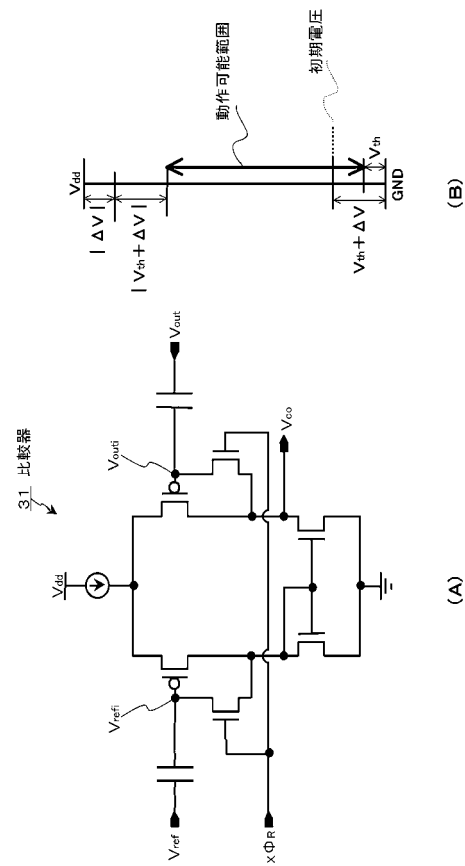 31 比較器
Vdd
Vrefi
Vouti
Vref
Vout
Vco
xΦR
(A)
Vdd
|ΔV|
|Vth+ΔV|
動作可能範囲
初期電圧
Vth+ΔV
Vth
GND
(B)